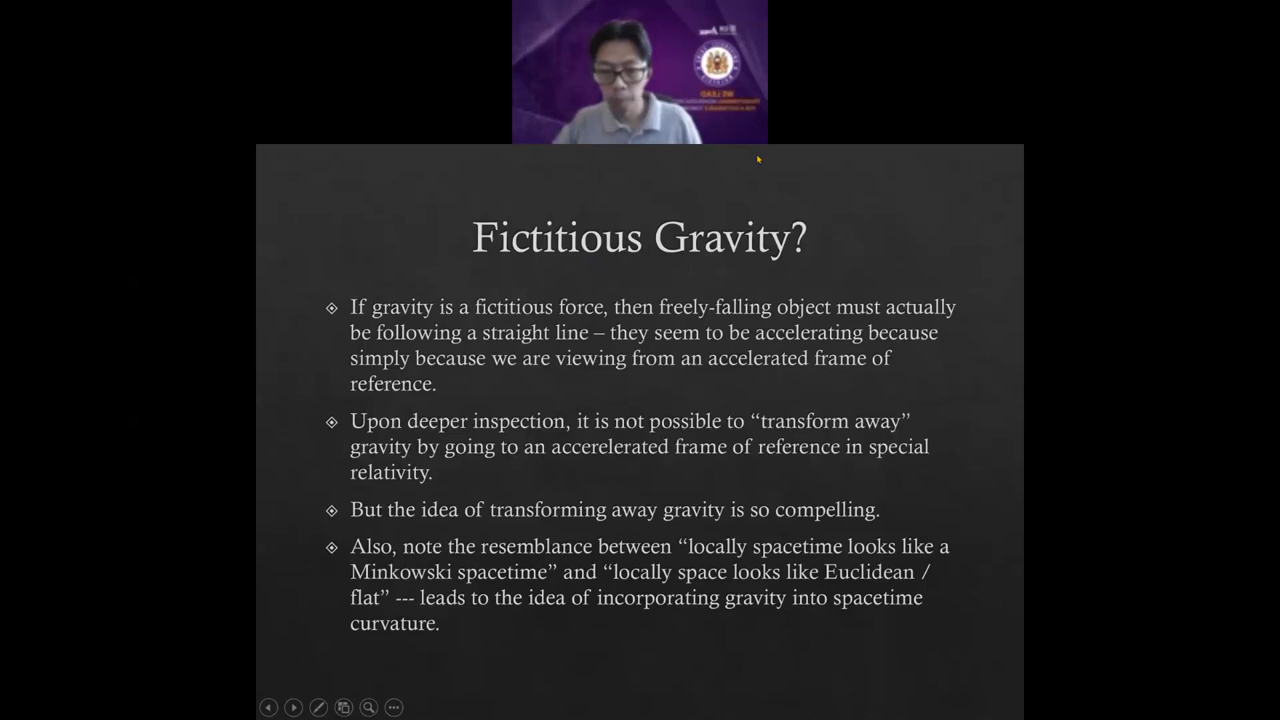 Fictitious Gravity?
If gravity is a fictitious force, then freely-falling object must actually
be following a straight line – they seem to be accelerating because
simply because we are viewing from an accelerated frame of
reference.
Upon deeper inspection, it is not possible to “transform away”
gravity by going to an accerelerated frame of reference in special
relativity.
But the idea of transforming away gravity is so compelling.
Also, note the resemblance between “locally spacetime looks like a
Minkowski spacetime” and “locally space looks like Euclidean /
flat” --- leads to the idea of incorporating gravity into spacetime
curvature.